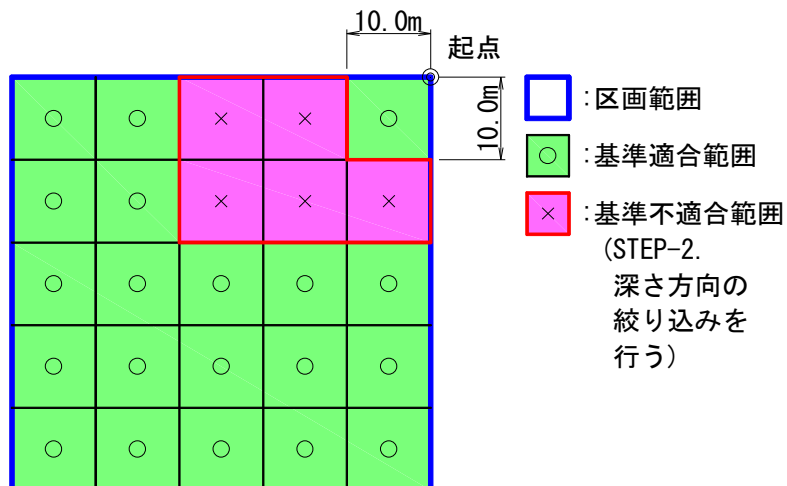 10.0m
起点
10.0m
:区画範囲
○ ○ × × ○
○ :基準適合範囲
○ ○ × × ×
× :基準不適合範囲
(STEP-2.
深さ方向の
絞り込みを
行う)
○ ○ ○ ○ ○
○ ○ ○ ○ ○
○ ○ ○ ○ ○